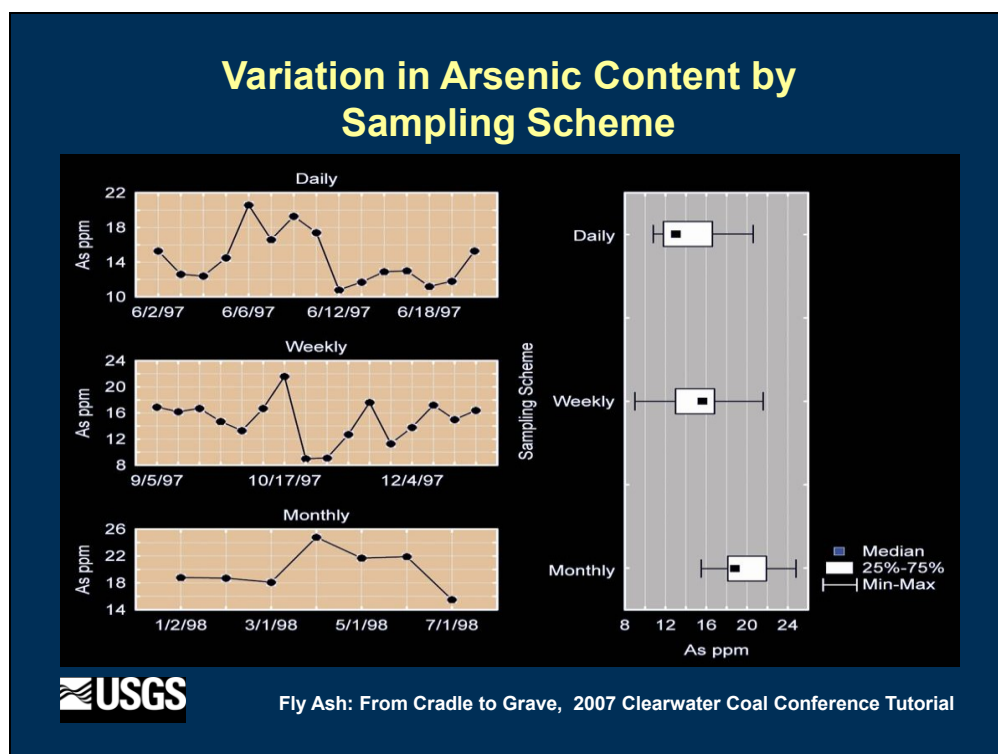 Variation in Arsenic Content by
Sampling Scheme
Daily
As ppm
22
18
14
10
6/2/97 6/6/97 6/12/97 6/18/97
Weekly
As ppm
24
20
16
12
8
9/5/97 10/17/97 12/4/97
Monthly
As ppm
26
22
18
14
1/2/98 3/1/98 5/1/98 7/1/98
Sampling Scheme
Daily
Weekly
Monthly
8 12 16 20 24
As ppm
Median
25%-75%
Min-Max
USGS
Fly Ash: From Cradle to Grave, 2007 Clearwater Coal Conference Tutorial